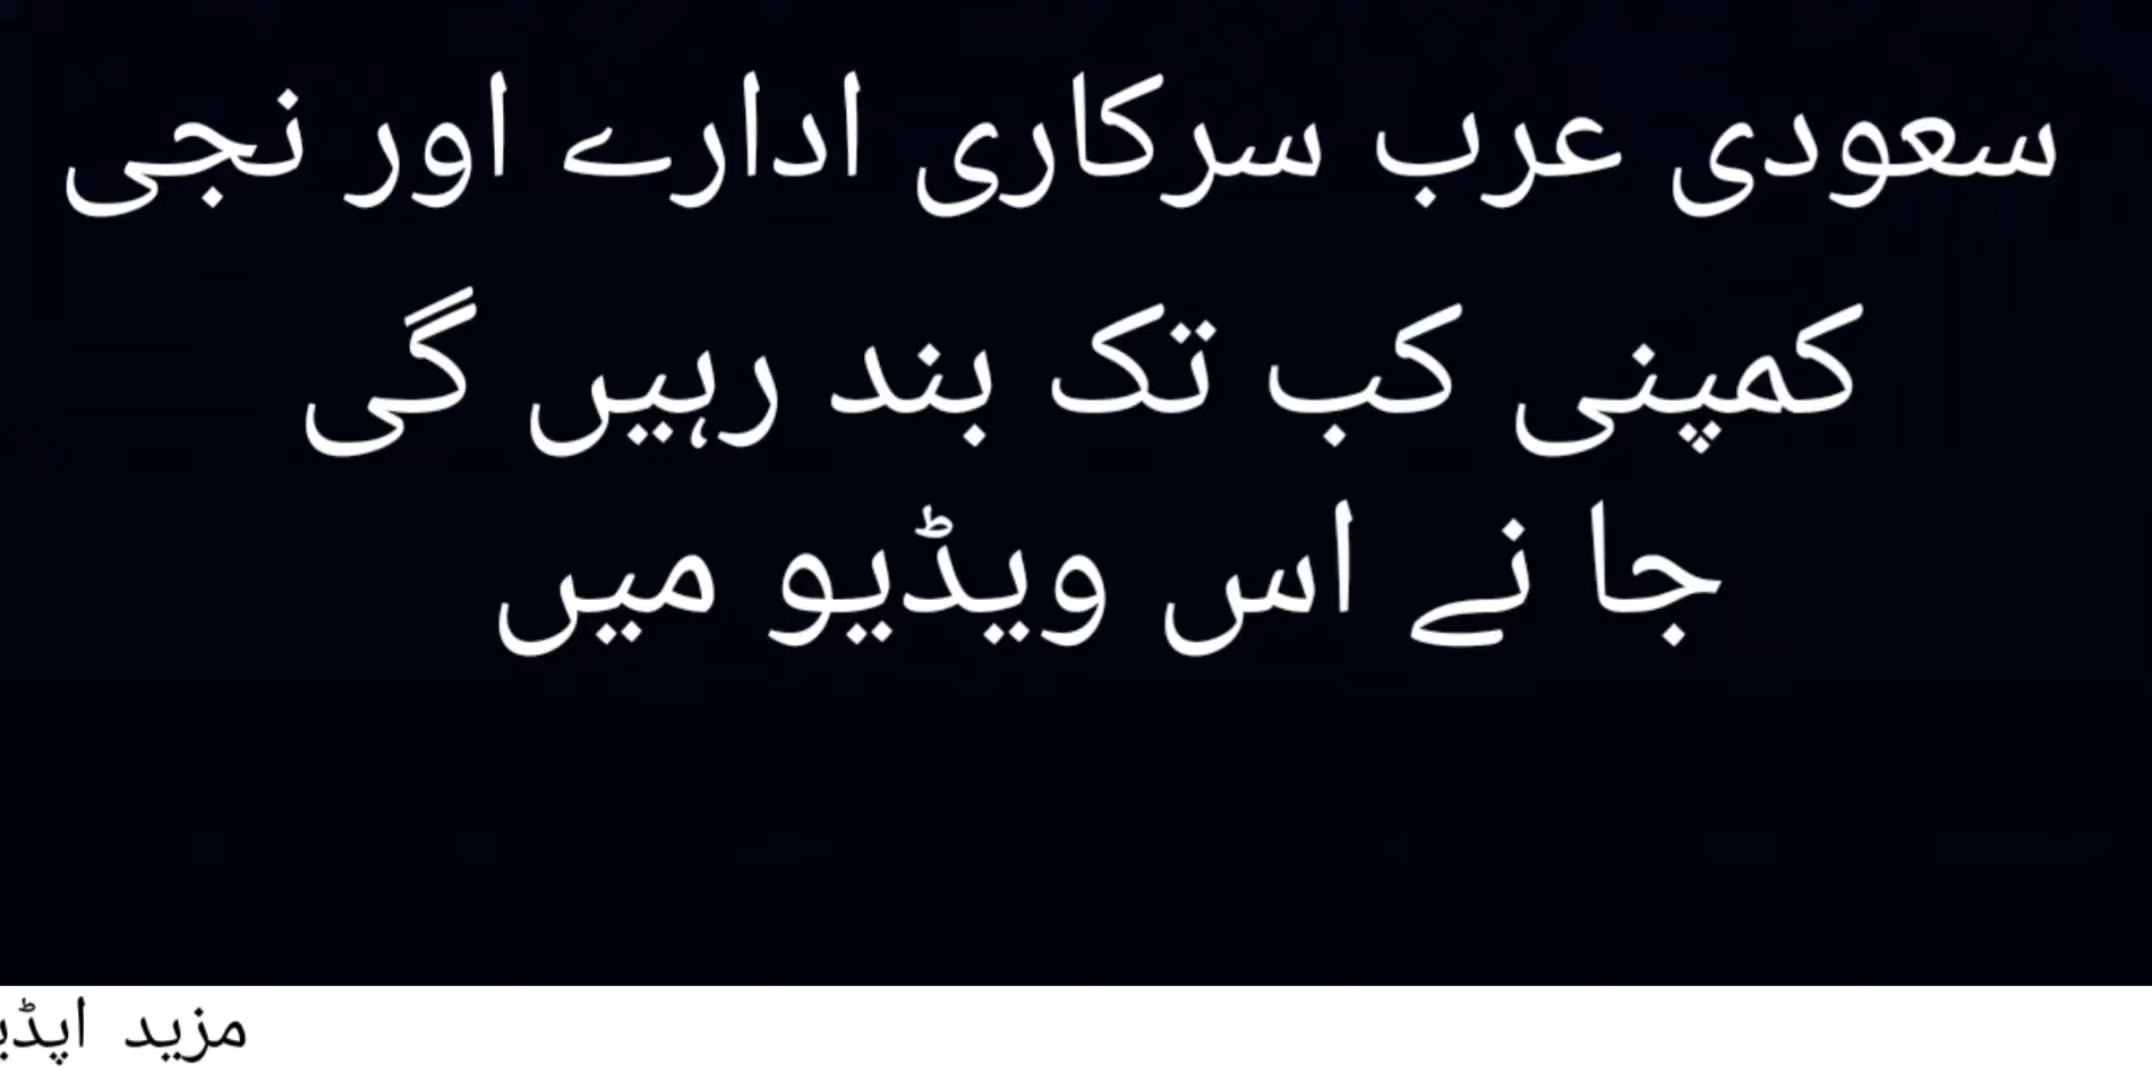 سعودی عرب سرکاری ادارے اور نجی
کمپنی کب تک بند رہیں گی
جا نے اس ویڈیو میں
مزید